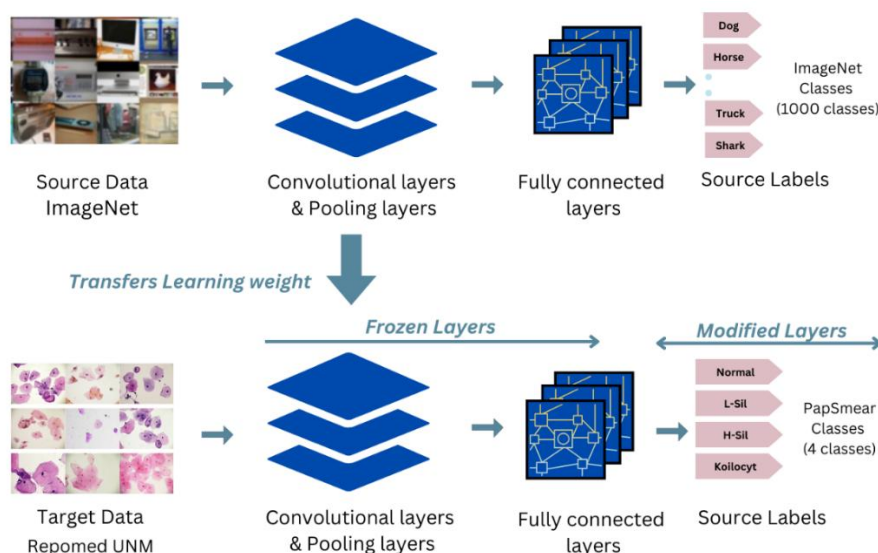 Dog
Horse
Truck
Shark
ImageNet
Classes
(1000 classes)
Source Data
ImageNet
Convolutional layers
& Pooling layers
Fully connected
layers
Source Labels
Transfers Learning weight
Frozen Layers
Modified Layers
Normal
L-Sil
H-Sil
Koilocyt
PapSmear
Classes
(4 classes)
Target Data
Repomed UNM
Convolutional layers
& Pooling layers
Fully connected
layers
Source Labels